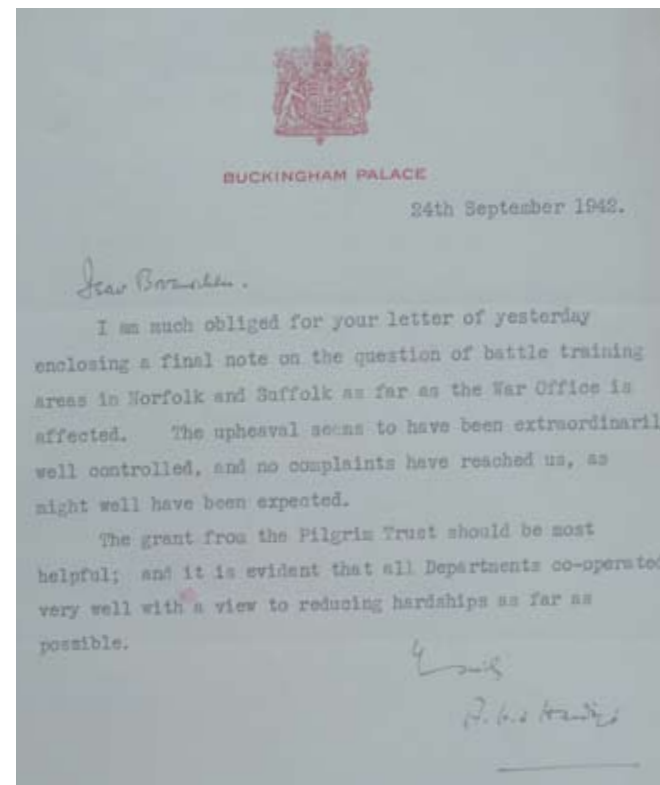 BUCKINGHAM PALACE
24th September 1942.
Dear
I am much obliged for your letter of yesterday
enclosing a final note on the question of battle training
areas in Norfolk and Suffolk as far as the War Office is
affected. The upheaval seems to have been extraordinaril
well controlled, and no complaints have reached us, as
might well have been expected.
The grant from the Pilgrim Trust should be most
helpful; and it is evident that all Departments co-operated
very well with a view to reducing hardships as far as
possible.